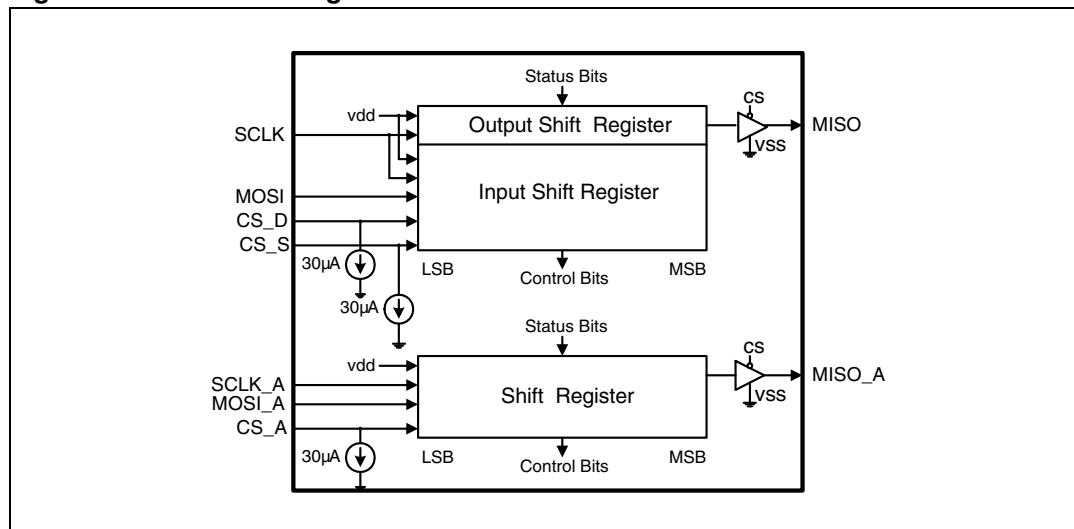 Status Bits
vdd
CS
SCLK
Output Shift Register
MISO
VSS
Input Shift Register
MOSI
CS_D
CS_S
30µA
LSB
Control Bits
MSB
30µA
Status Bits
vdd
CS
SCLK_A
MOSI_A
Shift Register
MISO_A
VSS
CS_A
30µA
LSB
Control Bits
MSB